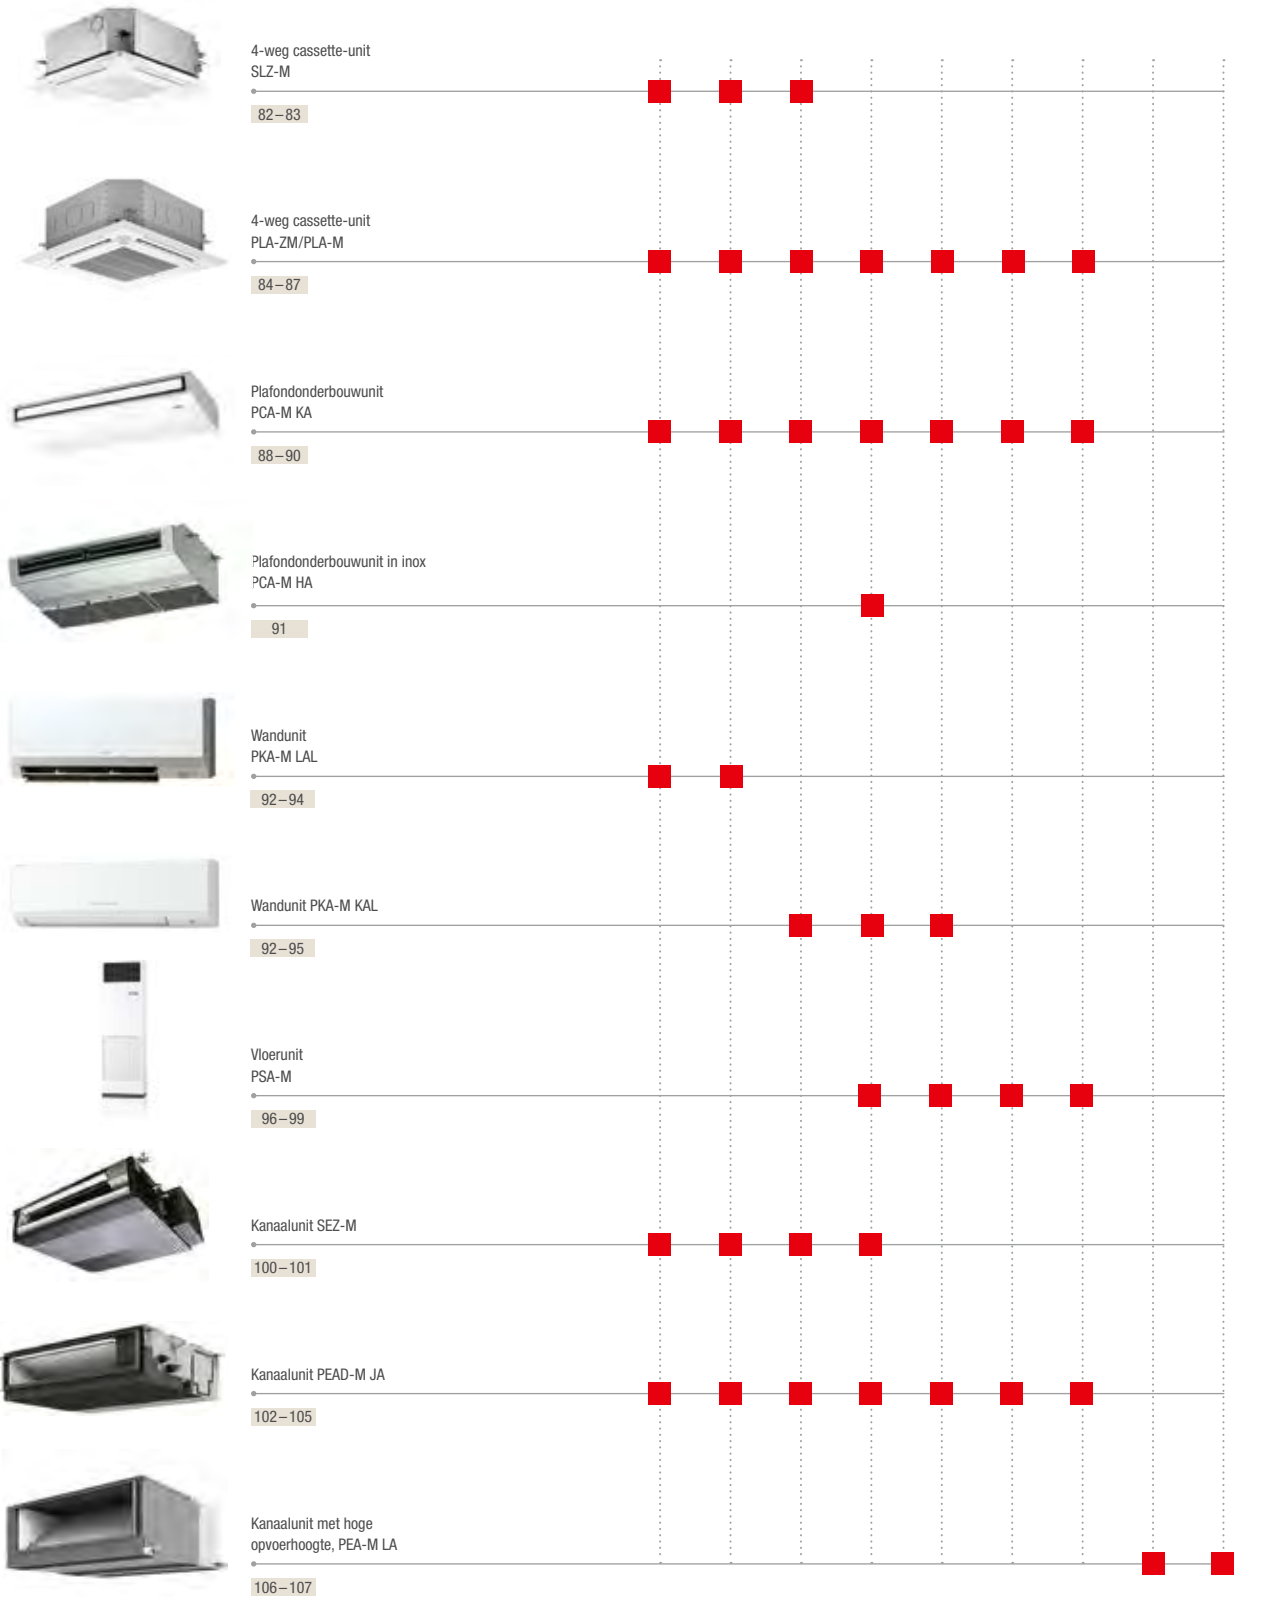 4-weg cassette-unit
SLZ-M
82–83
4-weg cassette-unit
PLA-ZM/PLA-M
84–87
Plafondonderbouwunit
PCA-M KA
88–90
Plafondonderbouwunit in inox
PCA-M HA
91
Wandunit
PKA-M LAL
92–94
Wandunit PKA-M KAL
92–95
Vloerunit
PSA-M
96–99
Kanaalunit SEZ-M
100–101
Kanaalunit PEAD-M JA
102–105
Kanaalunit met hoge
opvoerhoogte, PEA-M LA
106–107